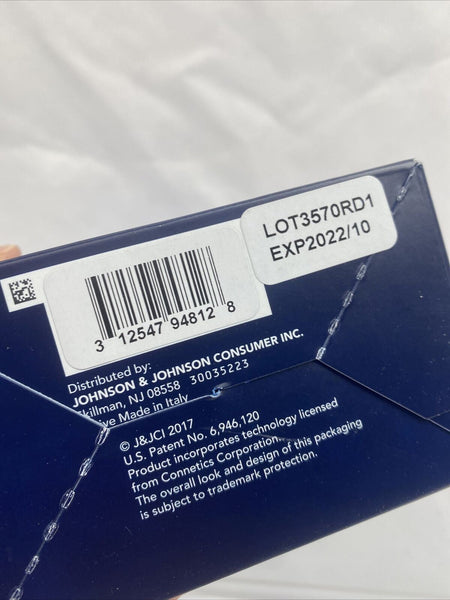 LOT3570RD1
EXP2022/10
3 12547 94812 8
Distributed by:
JOHNSON & JOHNSON CONSUMER INC.
Skillman, NJ 08558 30035223
Made in Italy
© J&JCI 2017
U.S. Patent No. 6,946,120
Product incorporates technology licensed
from Connetics Corporation.
The overall look and design of this packaging
is subject to trademark protection.